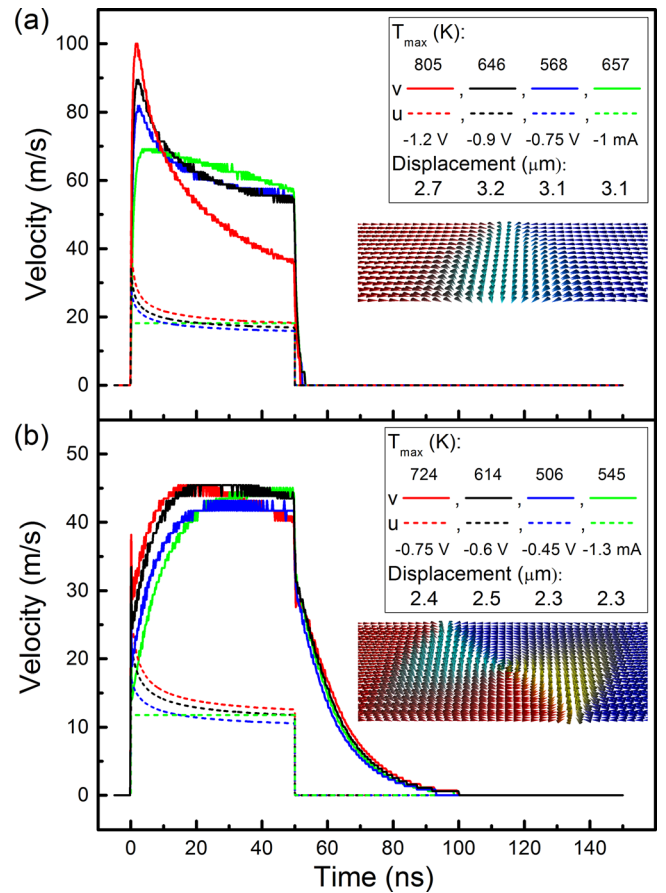 (a)
100
80
60
40
20
0
Velocity (m/s)
T_max (K):
805 646 568 657
v , , ,
u , , ,
-1.2 V -0.9 V -0.75 V -1 mA
Displacement (μm):
2.7 3.2 3.1 3.1
(b)
50
40
30
20
10
0
Velocity (m/s)
T_max (K):
724 614 506 545
v , , ,
u , , ,
-0.75 V -0.6 V -0.45 V -1.3 mA
Displacement (μm):
2.4 2.5 2.3 2.3
0 20 40 60 80 100 120 140
Time (ns)